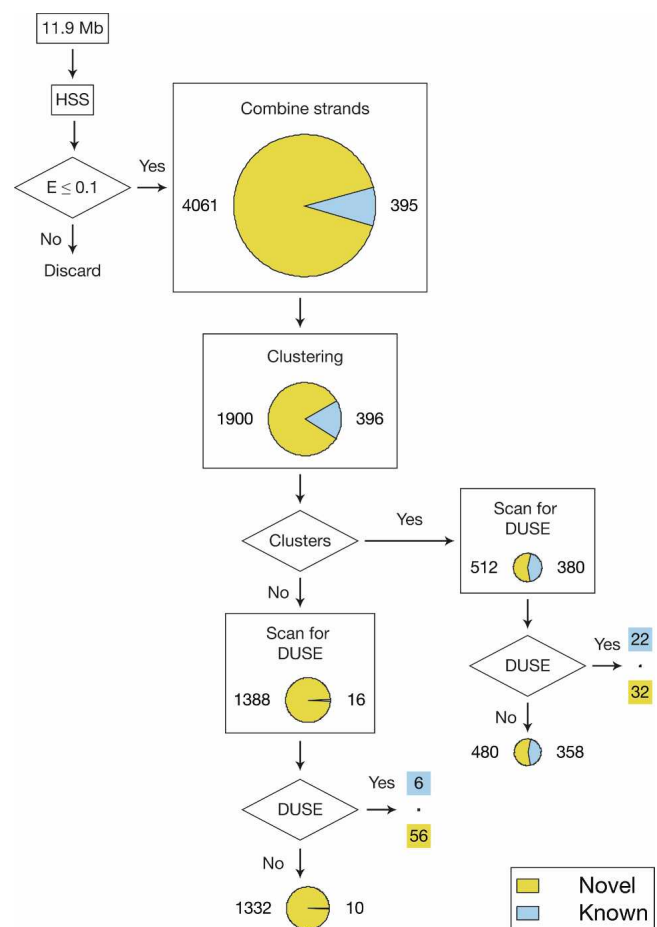 11.9 Mb
HSS
E ≤ 0.1
Yes
No
Discard
Combine strands
4061
395
Clustering
1900
396
Clusters
Yes
No
Scan for
DUSE
512
380
DUSE
Yes
22
.
32
No
480
358
Scan for
DUSE
1388
16
DUSE
Yes
6
.
56
No
1332
10
Novel
Known